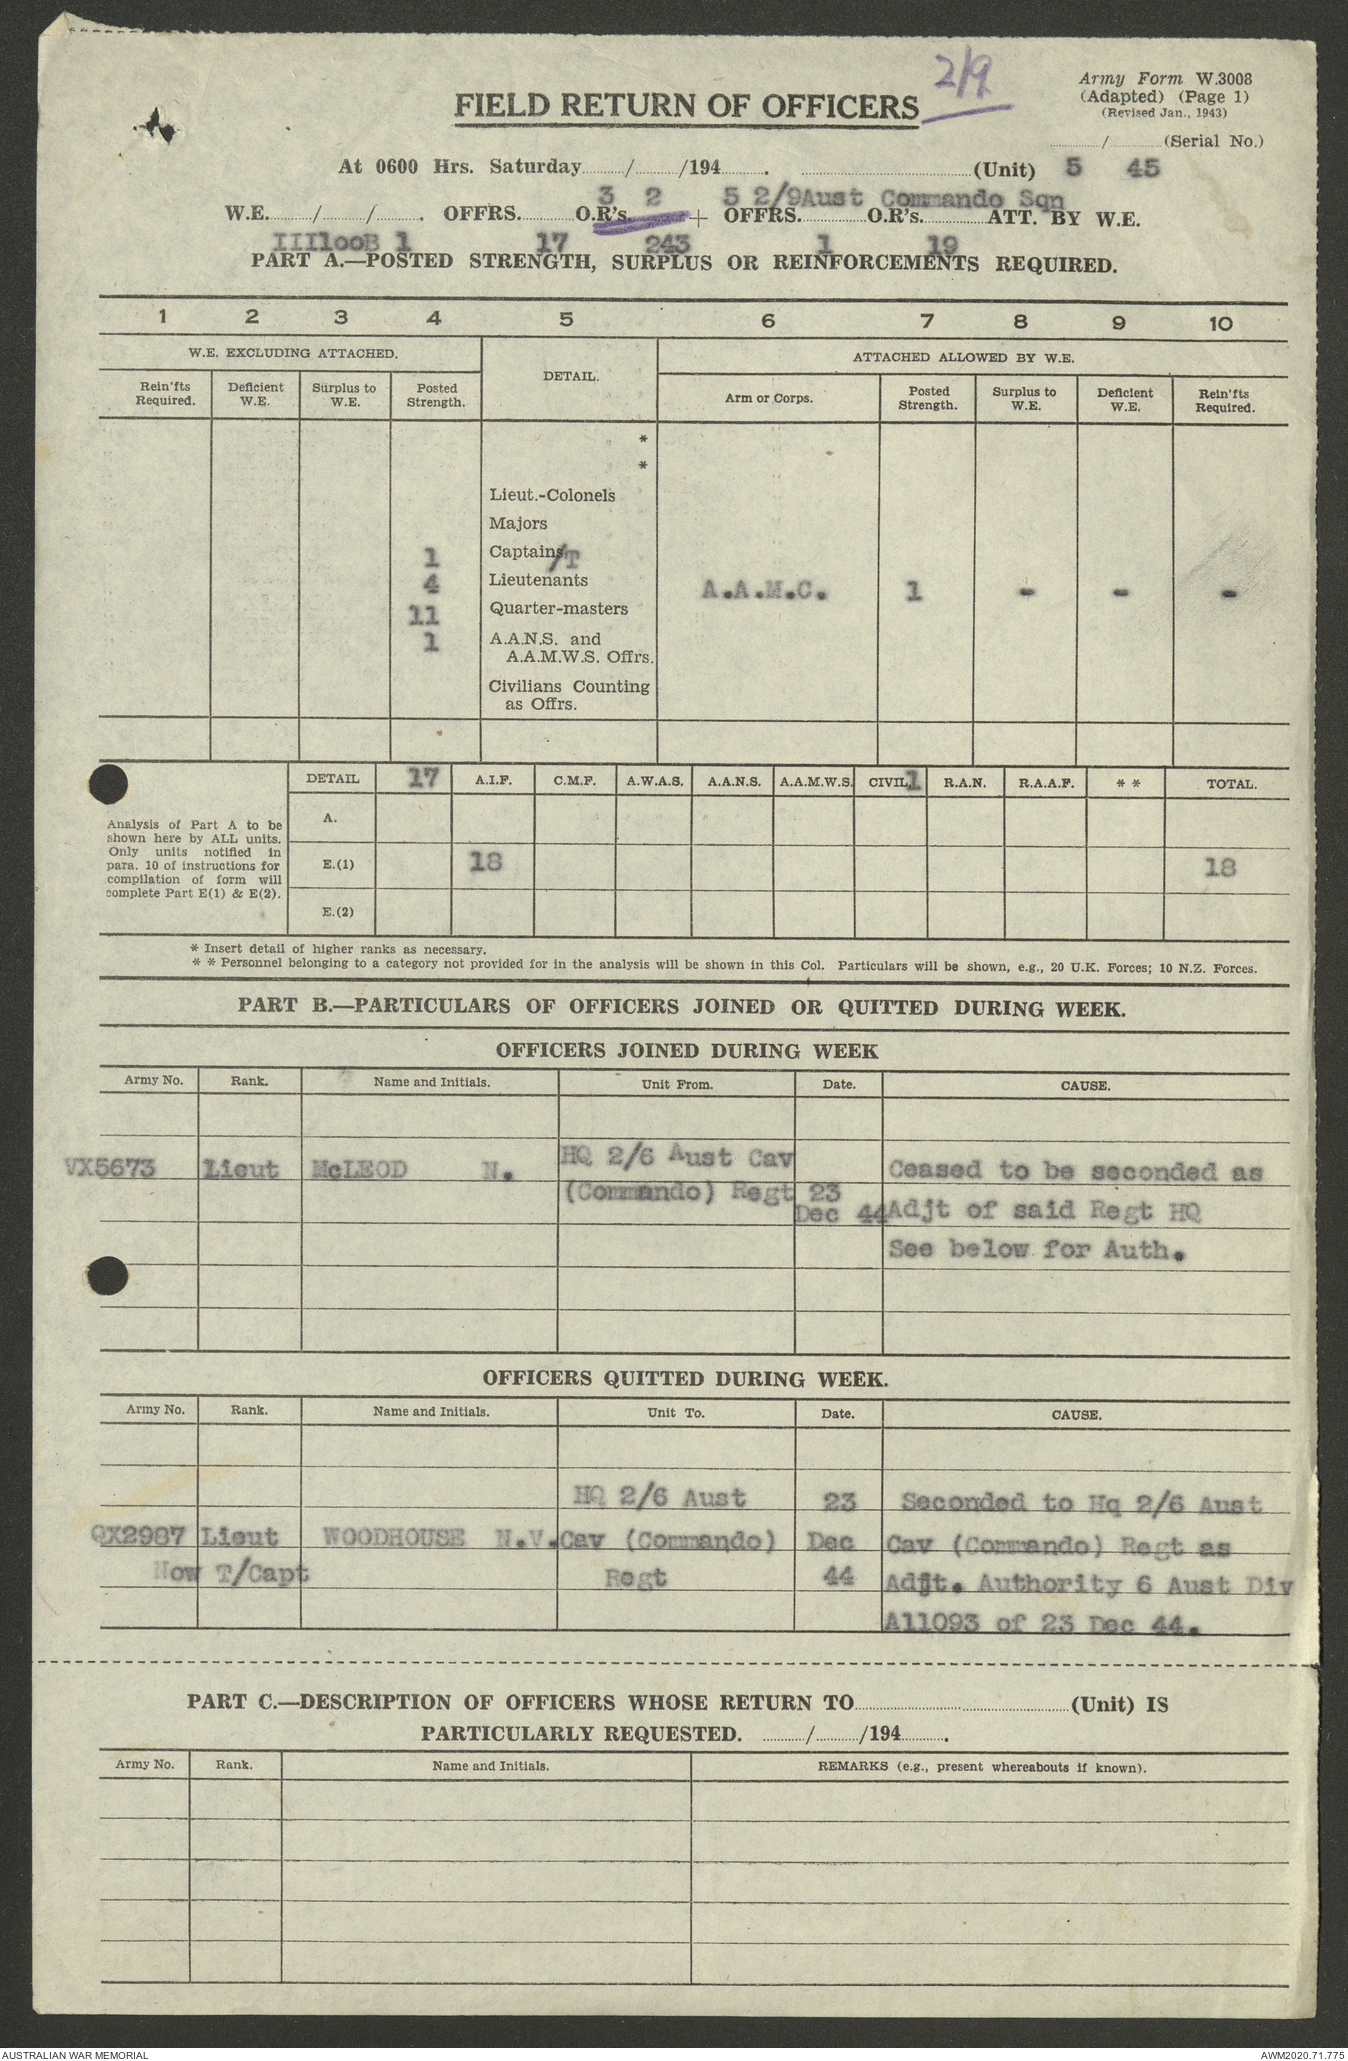 2/9
Army Form W.3008
FIELD RETURN OF OFFICERS
(Adapted) (Page 1)
(Revised Jan., 1943)
/ (Serial No.)
At 0600 Hrs. Saturday / /194 . (Unit) 5 45
3 2 5 2/9Aust Commando Sqn
W.E. / / . OFFRS. O.R's. + OFFRS. O.R's. ATT. BY W.E.
III1ooB 1 17 243 1 19
PART A.—POSTED STRENGTH, SURPLUS OR REINFORCEMENTS REQUIRED.
1 2 3 4 5 6 7 8 9 10
W.E. EXCLUDING ATTACHED. DETAIL. ATTACHED ALLOWED BY W.E.
Rein'fts Required. Deficient W.E. Surplus to W.E. Posted Strength. Arm or Corps. Posted Strength. Surplus to W.E. Deficient W.E. Rein'fts Required.
*
*
Lieut.-Colonels
Majors
1 Captains/T
4 Lieutenants A.A.M.C. 1 - - -
11 Quarter-masters
1 A.A.N.S. and
A.A.M.W.S. Offrs.
Civilians Counting
as Offrs.
DETAIL 17 A.I.F. C.M.F. A.W.A.S. A.A.N.S. A.A.M.W.S. CIVIL 1 R.A.N. R.A.A.F. * * TOTAL.
Analysis of Part A to be
shown here by ALL units.
Only units notified in
para. 10 of instructions for
compilation of form will
complete Part E(1) & E(2).
A.
E.(1) 18 18
E.(2)
* Insert detail of higher ranks as necessary.
* * Personnel belonging to a category not provided for in the analysis will be shown in this Col. Particulars will be shown, e.g., 20 U.K. Forces; 10 N.Z. Forces.
PART B.—PARTICULARS OF OFFICERS JOINED OR QUITTED DURING WEEK.
OFFICERS JOINED DURING WEEK
Army No. Rank. Name and Initials. Unit From. Date. CAUSE.
VX5673 Lieut McLEOD N. HQ 2/6 Aust Cav Ceased to be seconded as
(Commando) Regt 23
Dec 44 Adjt of said Regt HQ
See below for Auth.
OFFICERS QUITTED DURING WEEK.
Army No. Rank. Name and Initials. Unit To. Date. CAUSE.
HQ 2/6 Aust 23 Seconded to Hq 2/6 Aust
QX2987 Lieut WOODHOUSE N.V. Cav (Commando) Dec Cav (Commando) Regt as
Now T/Capt Regt 44 Adjt. Authority 6 Aust Div
A11093 of 23 Dec 44.
PART C.—DESCRIPTION OF OFFICERS WHOSE RETURN TO (Unit) IS
PARTICULARLY REQUESTED. / /194 .
Army No. Rank. Name and Initials. REMARKS (e.g., present whereabouts if known).
AUSTRALIAN WAR MEMORIAL AWM2020.71.775